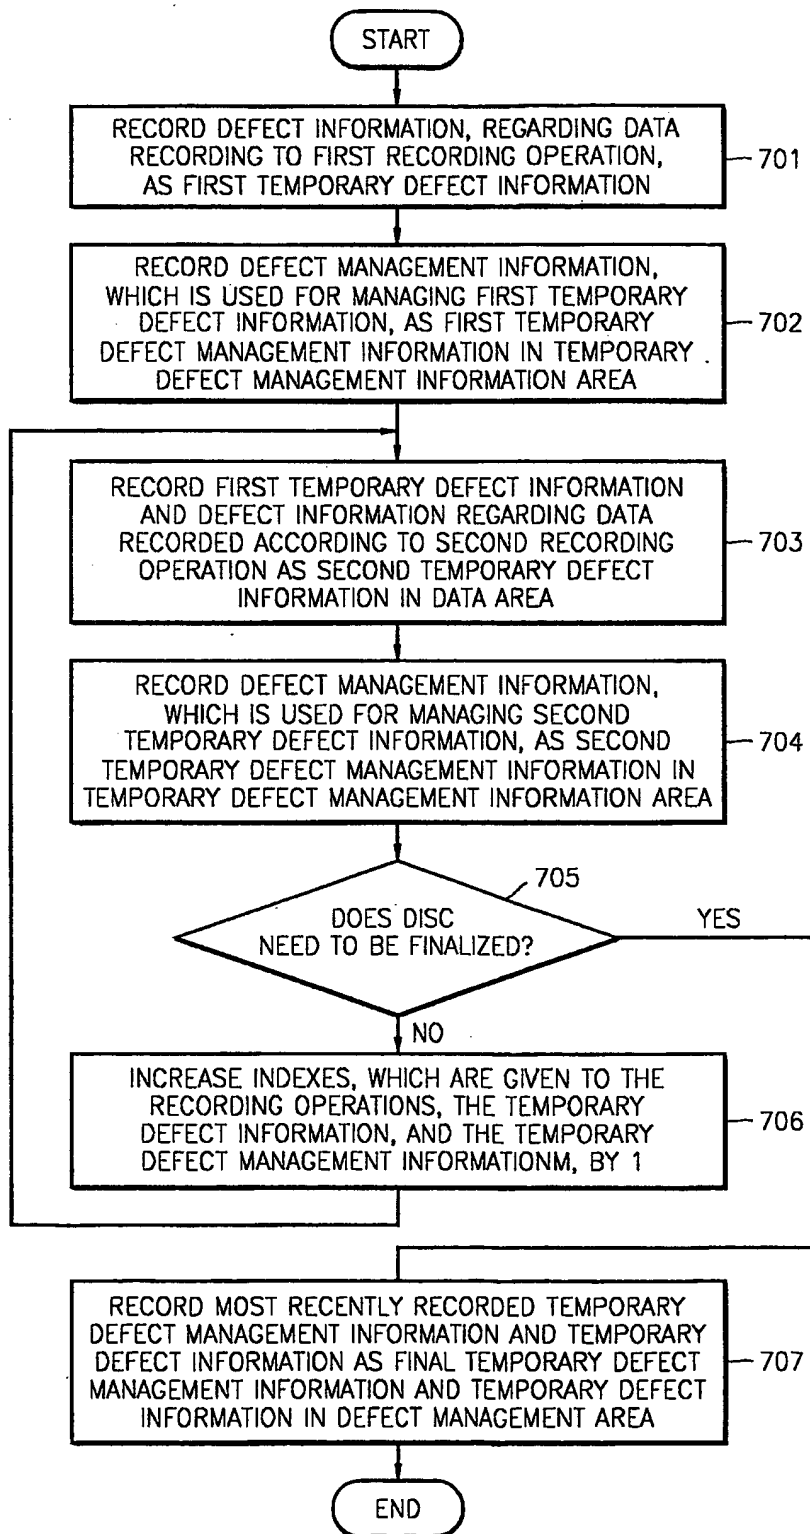 START
RECORD DEFECT INFORMATION, REGARDING DATA
RECORDING TO FIRST RECORDING OPERATION,
AS FIRST TEMPORARY DEFECT INFORMATION
701
RECORD DEFECT MANAGEMENT INFORMATION,
WHICH IS USED FOR MANAGING FIRST TEMPORARY
DEFECT INFORMATION, AS FIRST TEMPORARY
DEFECT MANAGEMENT INFORMATION IN TEMPORARY
DEFECT MANAGEMENT INFORMATION AREA
702
RECORD FIRST TEMPORARY DEFECT INFORMATION
AND DEFECT INFORMATION REGARDING DATA
RECORDED ACCORDING TO SECOND RECORDING
OPERATION AS SECOND TEMPORARY DEFECT
INFORMATION IN DATA AREA
703
RECORD DEFECT MANAGEMENT INFORMATION,
WHICH IS USED FOR MANAGING SECOND
TEMPORARY DEFECT INFORMATION, AS SECOND
TEMPORARY DEFECT MANAGEMENT INFORMATION IN
TEMPORARY DEFECT MANAGEMENT INFORMATION AREA
704
705
DOES DISC
NEED TO BE FINALIZED?
YES
NO
INCREASE INDEXES, WHICH ARE GIVEN TO THE
RECORDING OPERATIONS, THE TEMPORARY
DEFECT INFORMATION, AND THE TEMPORARY
DEFECT MANAGEMENT INFORMATIONM, BY 1
706
RECORD MOST RECENTLY RECORDED TEMPORARY
DEFECT MANAGEMENT INFORMATION AND TEMPORARY
DEFECT INFORMATION AS FINAL TEMPORARY DEFECT
MANAGEMENT INFORMATION AND TEMPORARY DEFECT
INFORMATION IN DEFECT MANAGEMENT AREA
707
END